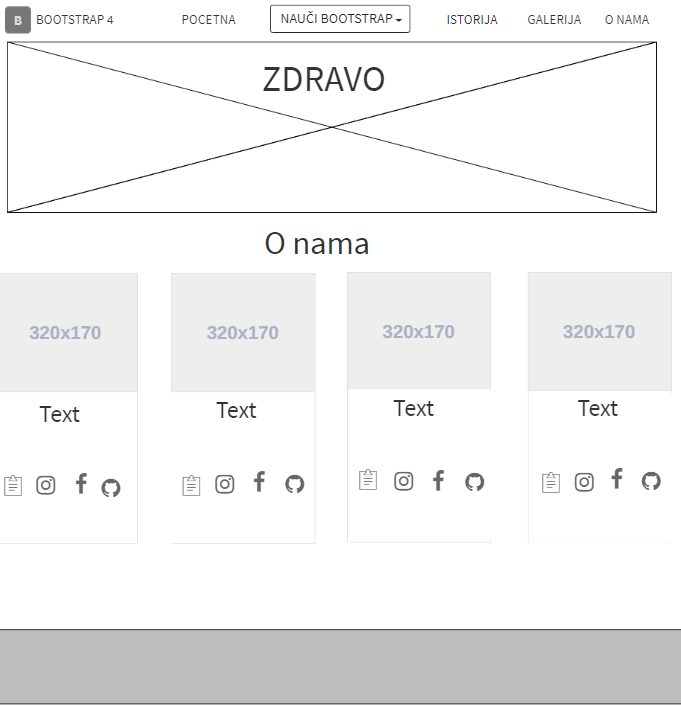 B BOOTSTRAP 4 POCETNA NAUČI BOOTSTRAP ISTORIJA GALERIJA O NAMA
ZDRAVO
O nama
320x170 320x170 320x170 320x170
Text Text Text Text